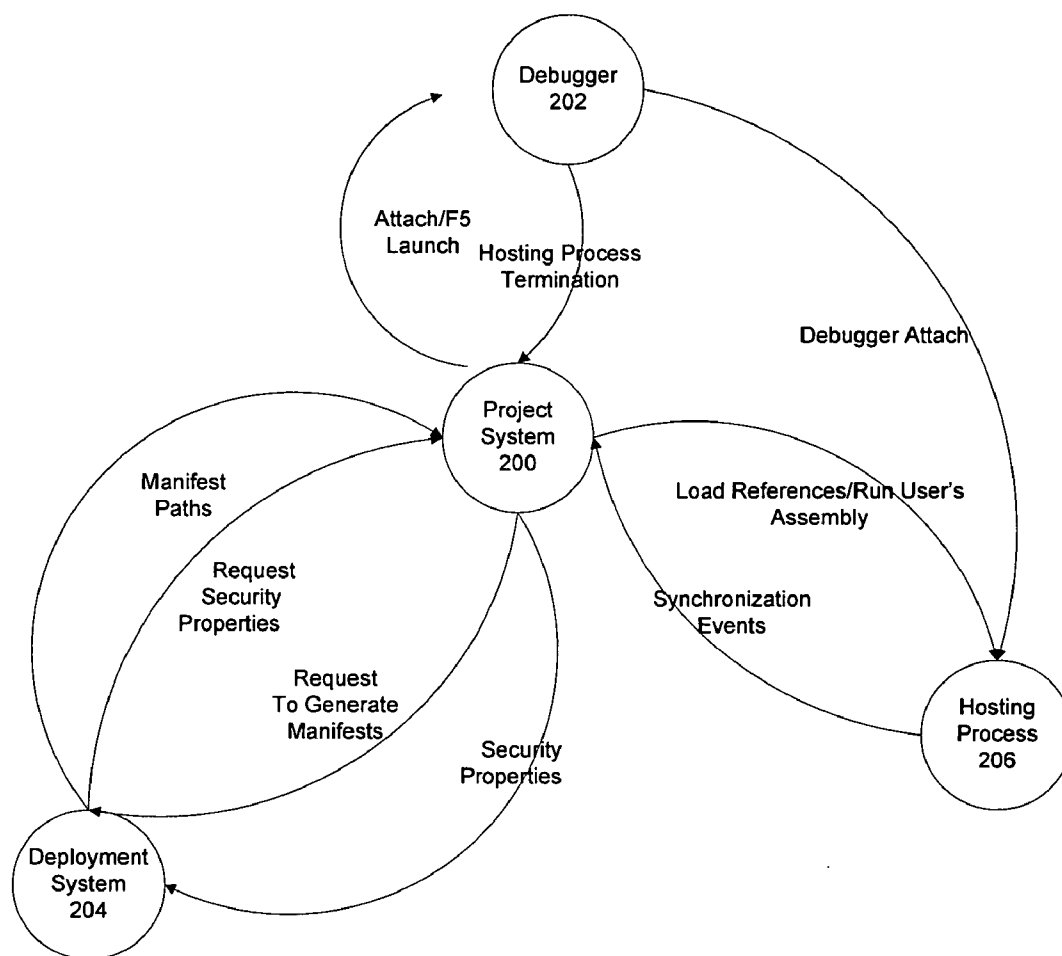 Debugger
202
Attach/F5
Launch
Hosting Process
Termination
Debugger Attach
Project
System
200
Manifest
Paths
Load References/Run User's
Assembly
Request
Security
Properties
Synchronization
Events
Request
To Generate
Manifests
Security
Properties
Hosting
Process
206
Deployment
System
204